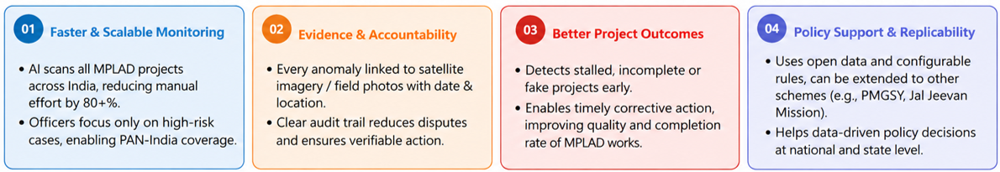 01 Faster & Scalable Monitoring
• AI scans all MPLAD projects
across India, reducing manual
effort by 80+%.
• Officers focus only on high-risk
cases, enabling PAN-India coverage.
02 Evidence & Accountability
• Every anomaly linked to satellite
imagery / field photos with date &
location.
• Clear audit trail reduces disputes
and ensures verifiable action.
03 Better Project Outcomes
• Detects stalled, incomplete or
fake projects early.
• Enables timely corrective action,
improving quality and completion
rate of MPLAD works.
04 Policy Support & Replicability
• Uses open data and configurable
rules, can be extended to other
schemes (e.g., PMGSY, Jal Jeevan
Mission).
• Helps data-driven policy decisions
at national and state level.